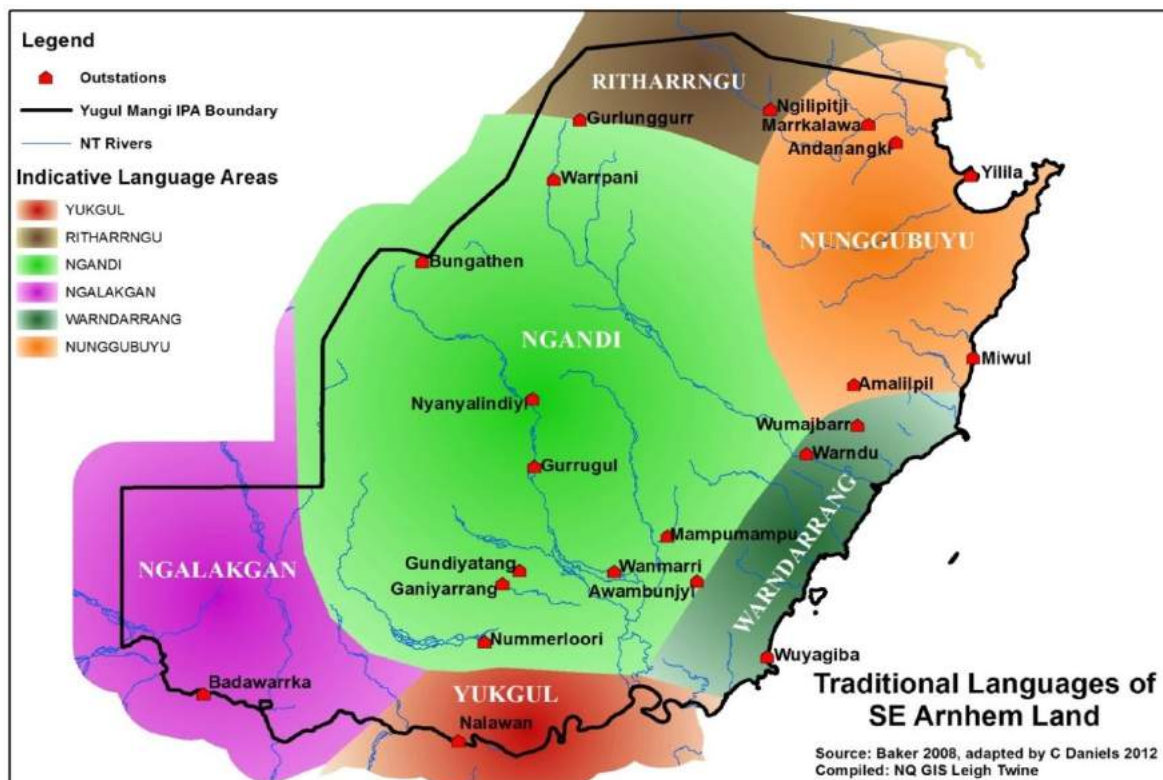 Legend
Outstations
Yugul Mangi IPA Boundary
NT Rivers
Indicative Language Areas
YUKGUL
RITHARRNGU
NGANDI
NGALAKGAN
WARNDARRANG
NUNGGUBUYU
RITHARRNGU
Gurlunggurr
Ngilipitji
Marrkalawa
Andanangki
Warrpani
Yilila
NUNGGUBUYU
Bungathen
NGANDI
Miwul
Nyanyalindiyi
Amalilpil
Wumajbarr
Warndu
Gurrugul
Mampumampu
NGALAKGAN
Gundiyatang
Wanmarri
Ganiyarrang
Awambunjyi
WARNDARRANG
Nummerloori
Wuyagiba
Badawarrka
YUKGUL
Nalawan
Traditional Languages of
SE Arnhem Land
Source: Baker 2008, adapted by C Daniels 2012
Compiled: NQ GIS Leigh Twine